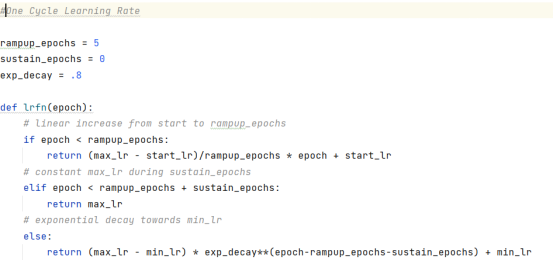 #One Cycle Learning Rate
rampup_epochs = 5
sustain_epochs = 0
exp_decay = .8
def lrfn(epoch):
    # linear increase from start to rampup_epochs
    if epoch < rampup_epochs:
        return (max_lr - start_lr)/rampup_epochs * epoch + start_lr
    # constant max_lr during sustain_epochs
    elif epoch < rampup_epochs + sustain_epochs:
        return max_lr
    # exponential decay towards min_lr
    else:
        return (max_lr - min_lr) * exp_decay**(epoch-rampup_epochs-sustain_epochs) + min_lr